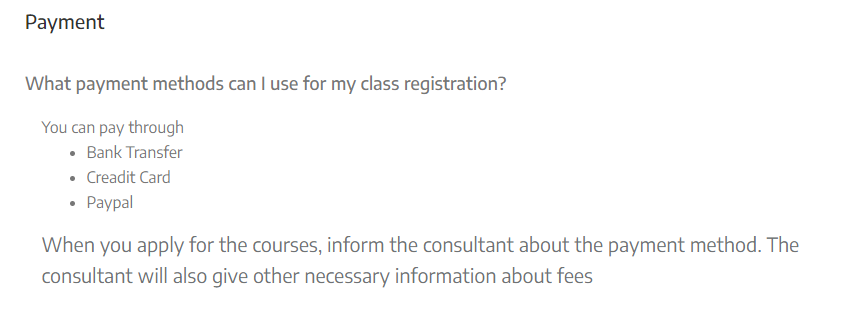 Payment
What payment methods can I use for my class registration?
You can pay through
• Bank Transfer
• Creadit Card
• Paypal
When you apply for the courses, inform the consultant about the payment method. The
consultant will also give other necessary information about fees